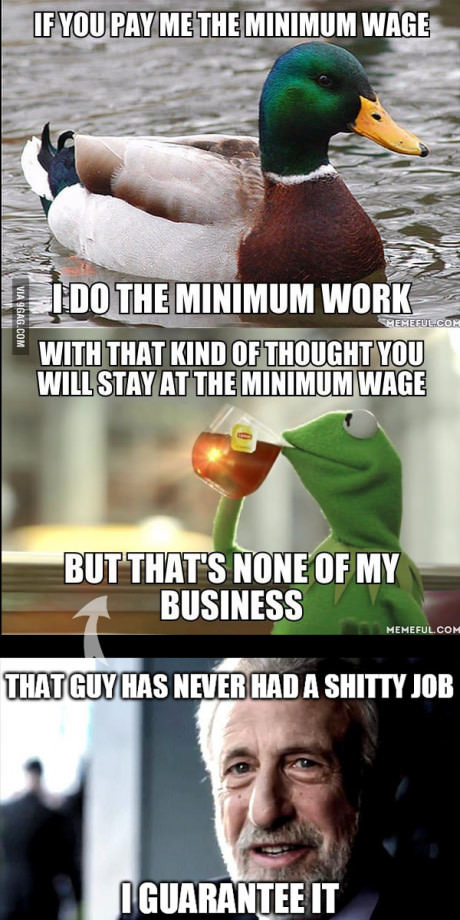 IF YOU PAY ME THE MINIMUM WAGE
I DO THE MINIMUM WORK
MEMEFUL.COM
VIA 9GAG.COM
WITH THAT KIND OF THOUGHT YOU
WILL STAY AT THE MINIMUM WAGE
BUT THAT'S NONE OF MY
BUSINESS
MEMEFUL.COM
THAT GUY HAS NEVER HAD A SHITTY JOB
I GUARANTEE IT